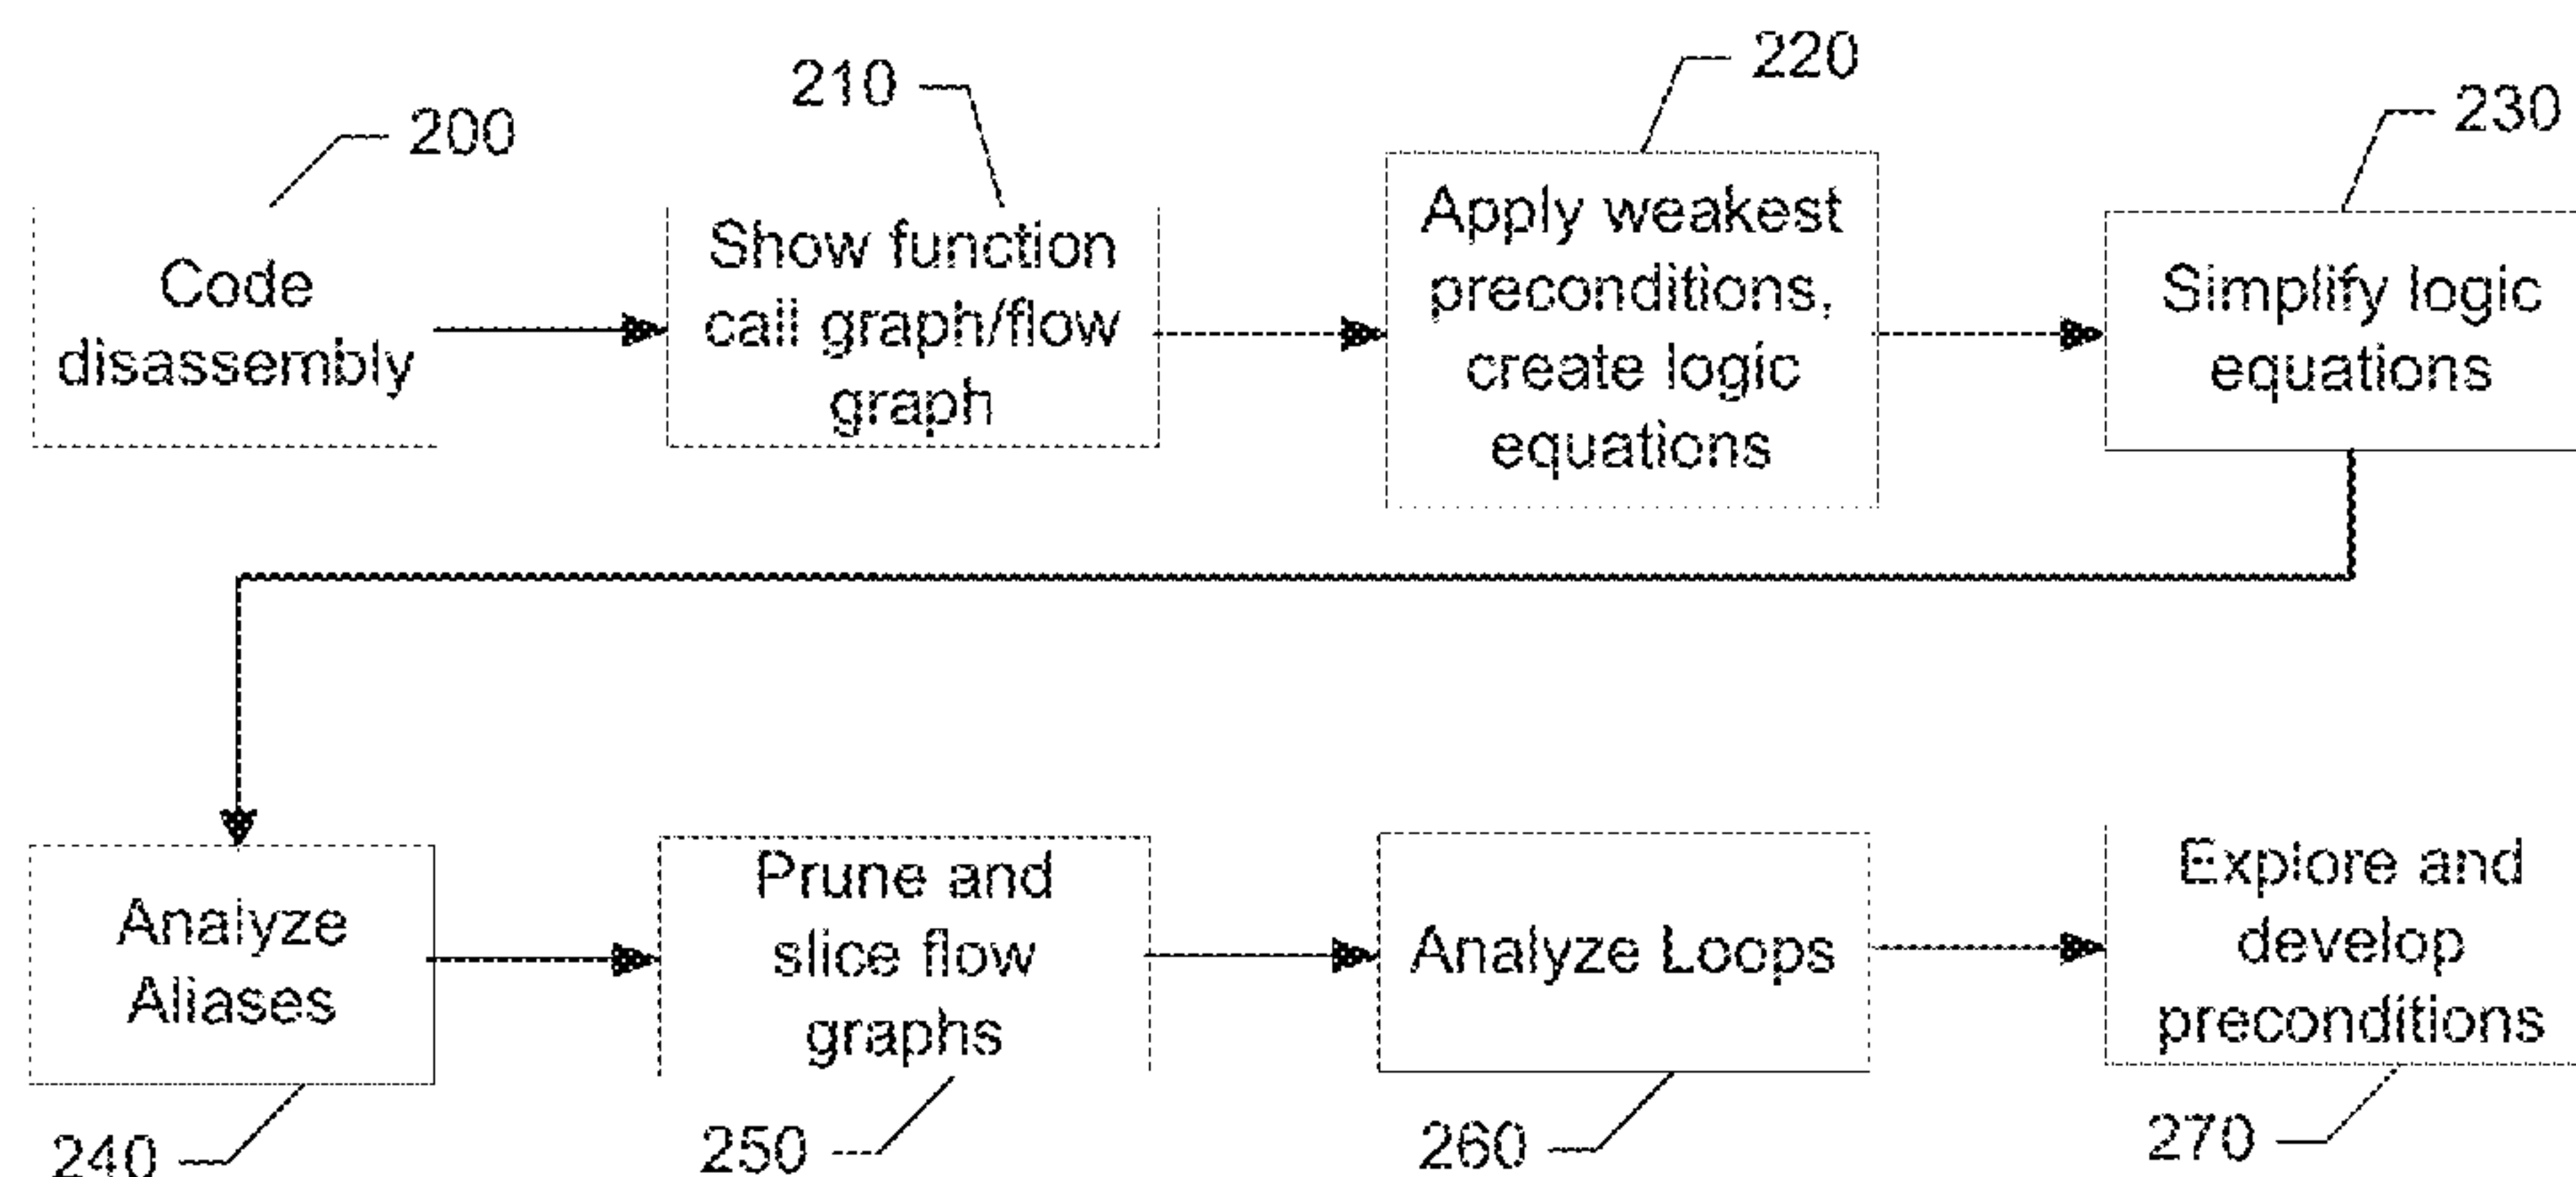 200
210
220
230
Code
disassembly
Show function
call graph/flow
graph
Apply weakest
preconditions,
create logic
equations
Simplify logic
equations
Analyze
Aliases
Prune and
slice flow
graphs
Analyze Loops
Explore and
develop
preconditions
240
250
260
270